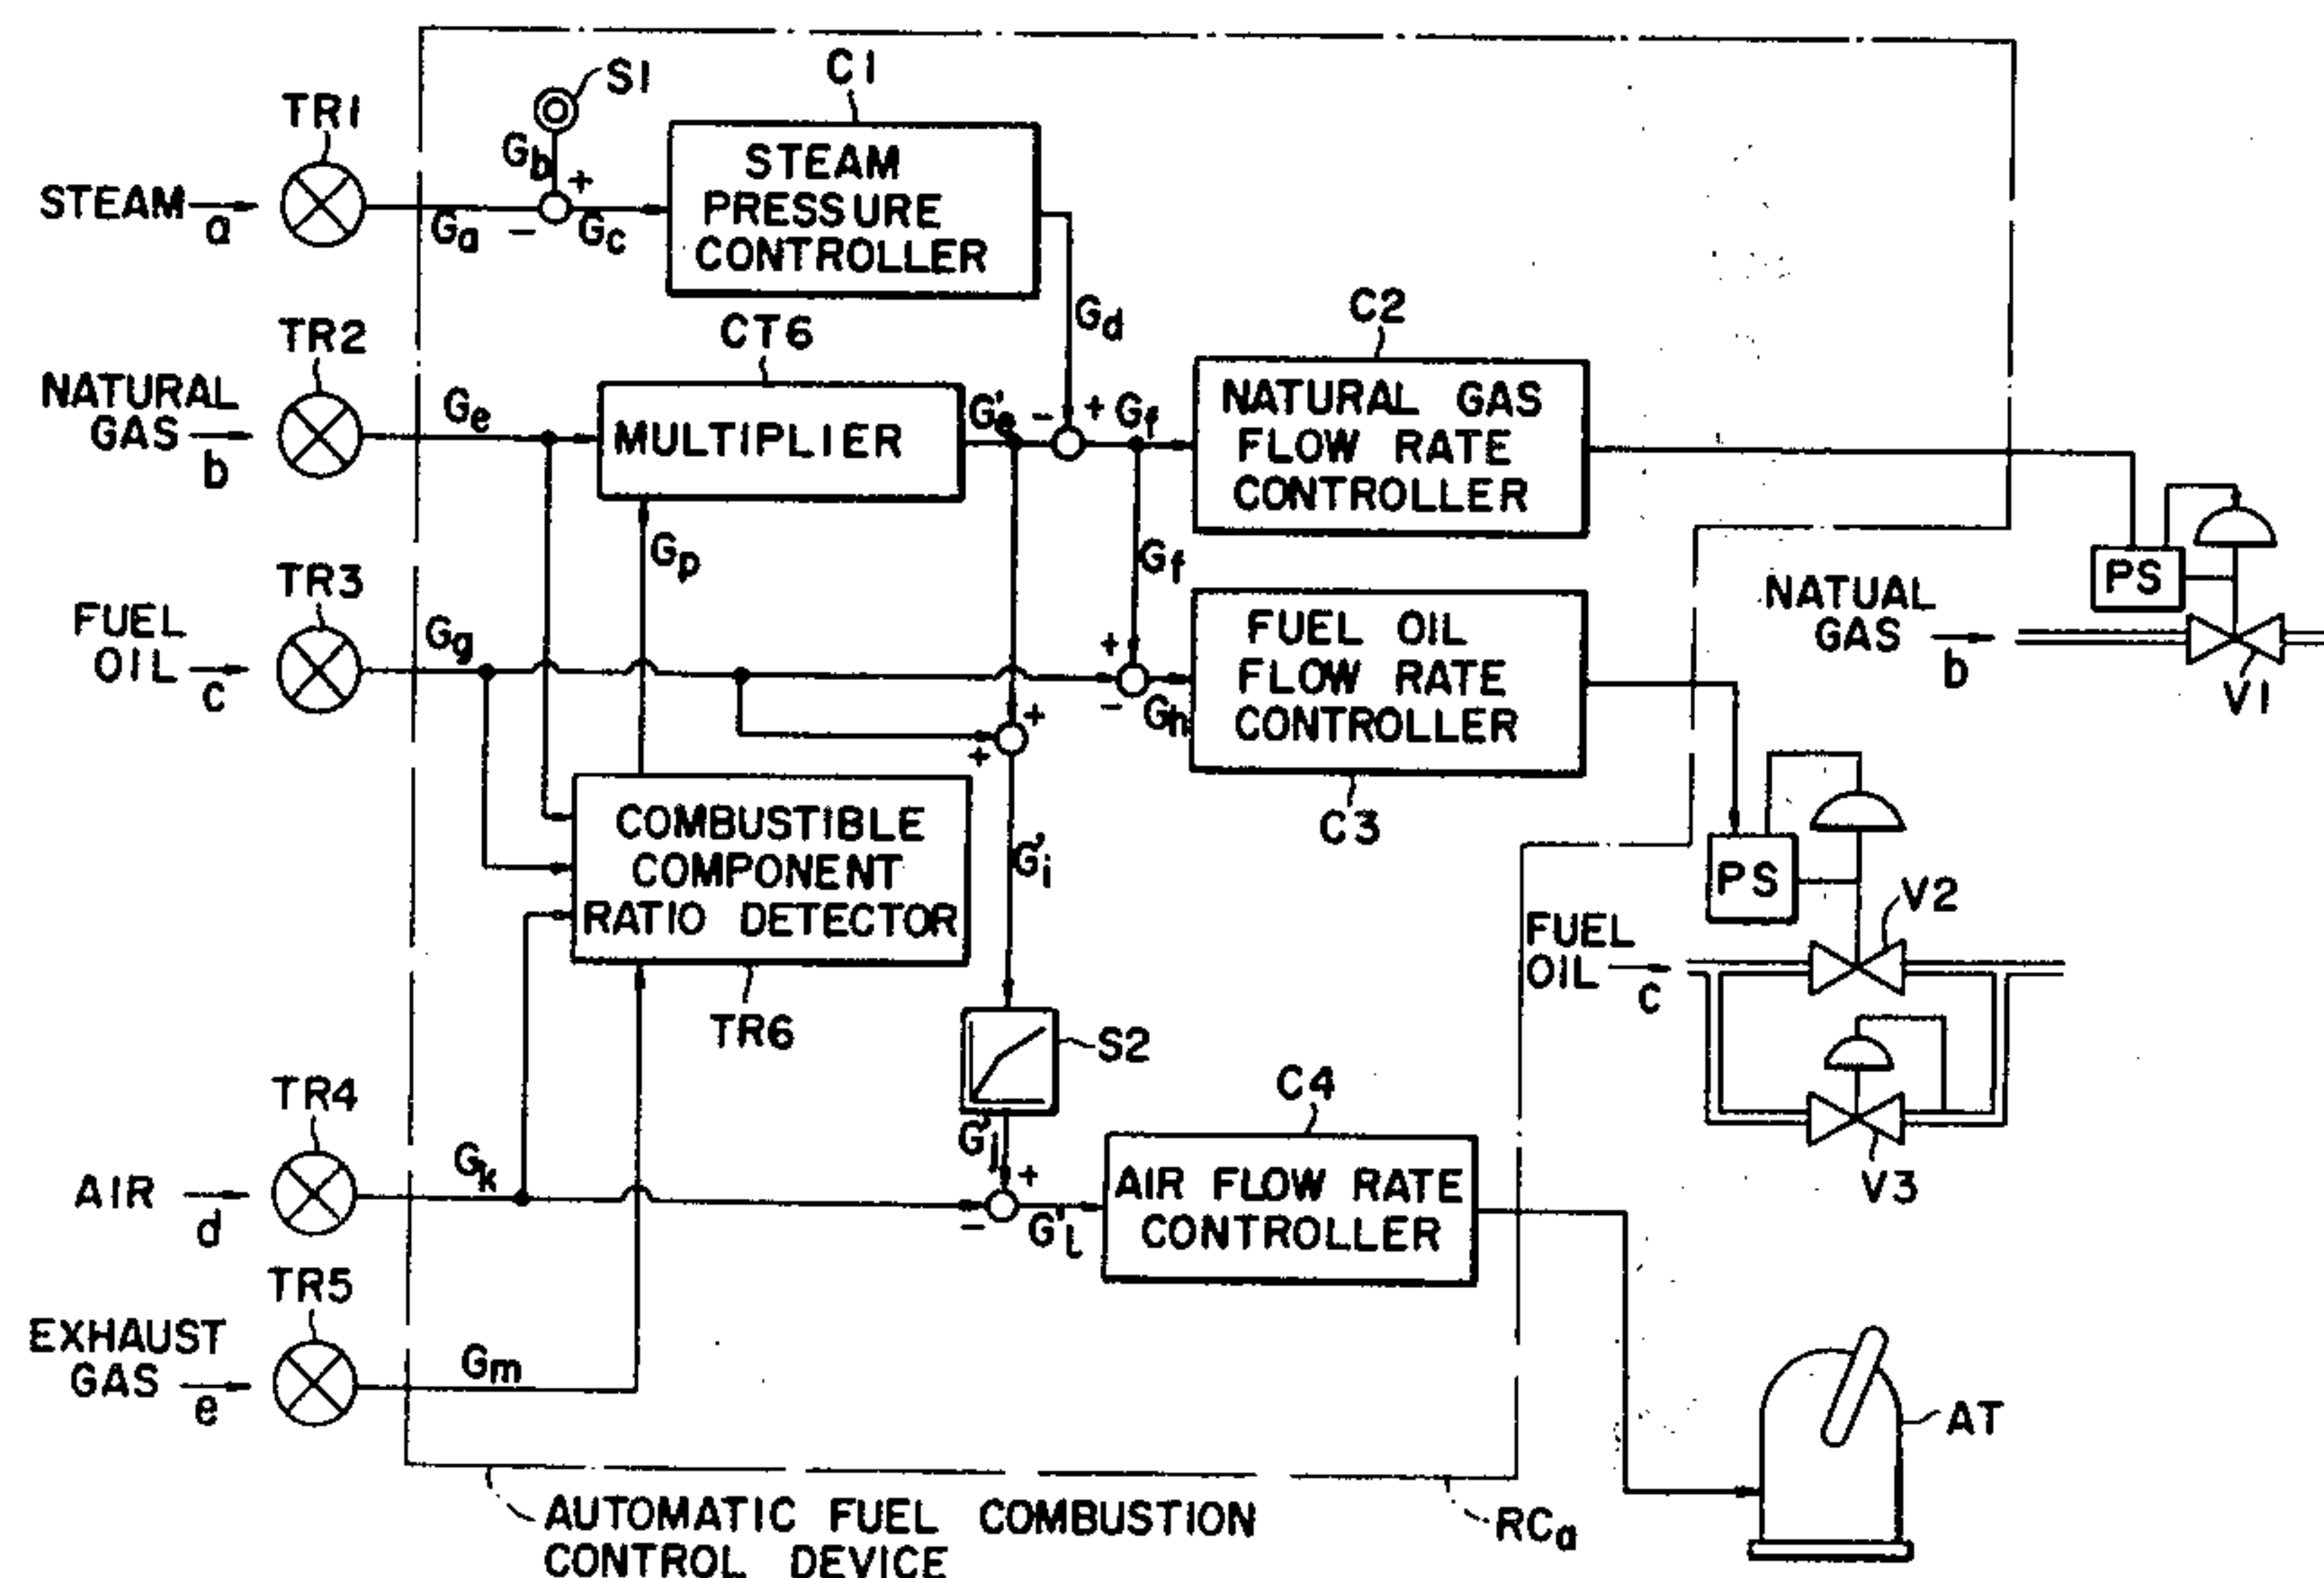 S1
C1
TR1
Gb
+
STEAM
PRESSURE
CONTROLLER
STEAM
a
Ga
-
Gc
Gd
C2
CT6
TR2
NATURAL
GAS
b
Ge
MULTIPLIER
G'e
-
+
Gf
NATURAL GAS
FLOW RATE
CONTROLLER
Gp
Gf
PS
NATUAL
GAS
b
V1
TR3
FUEL
OIL
c
Gg
+
-
Gh
FUEL OIL
FLOW RATE
CONTROLLER
C3
+
+
COMBUSTIBLE
COMPONENT
RATIO DETECTOR
TR6
G'i
PS
V2
FUEL
OIL
c
V3
S2
C4
TR4
AIR
d
Gk
G'j
+
-
G'l
AIR FLOW RATE
CONTROLLER
TR5
EXHAUST
GAS
e
Gm
AT
AUTOMATIC FUEL COMBUSTION
CONTROL DEVICE
RCa